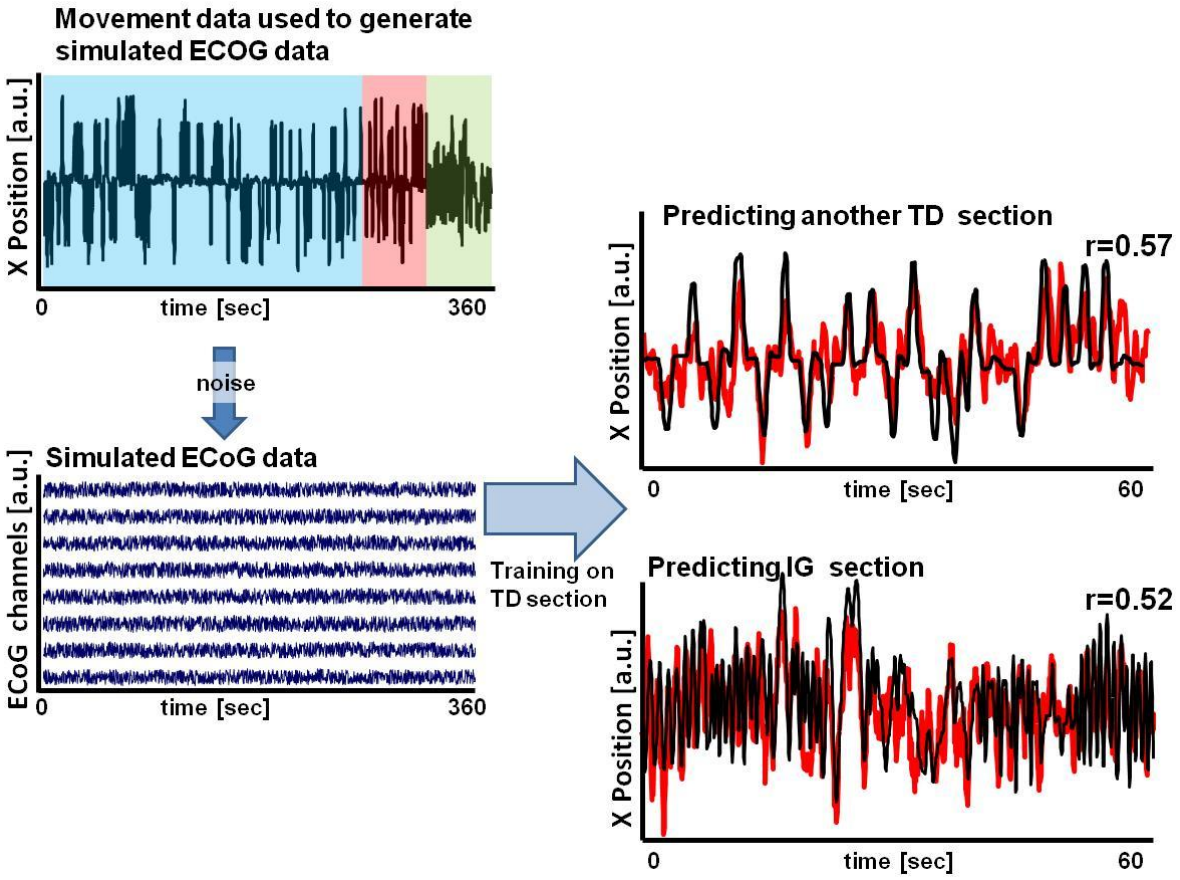 Movement data used to generate
simulated ECOG data
X Position [a.u.]
0
time [sec]
360
noise
Simulated ECoG data
ECoG channels [a.u.]
0
time [sec]
360
Training on
TD section
Predicting another TD section
r=0.57
X Position [a.u.]
0
time [sec]
60
Predicting IG section
r=0.52
X Position [a.u.]
0
time [sec]
60